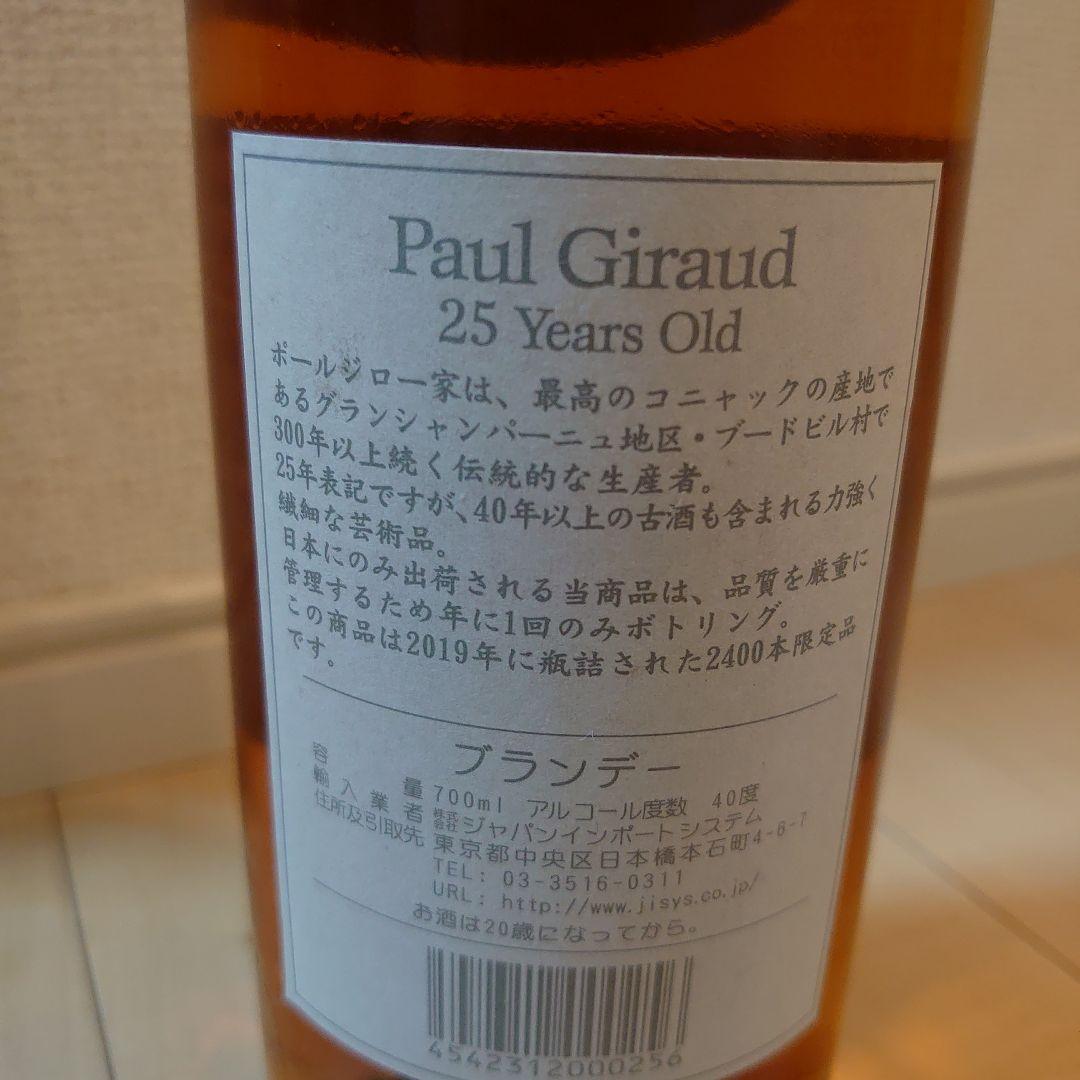 Paul Giraud
25 Years Old
ポールジロー家は、最高のコニャックの産地で
あるグランシャンパーニュ地区・ブードビル村で
300年以上続く伝統的な生産者。
25年表記ですが、40年以上の古酒も含まれる力強く
繊細な芸術品。
日本にのみ出荷される当商品は、品質を厳重に
管理するため年に1回のみボトリング。
この商品は2019年に瓶詰された2400本限定品
です。
ブランデー
容量 700ml アルコール度数 40度
輸入業者 株式会社ジャパンインポートシステム
住所及引取先 東京都中央区日本橋本石町4-6-7
TEL: 03-3516-0311
URL: http://www.jisys.co.jp/
お酒は20歳になってから。
4542312000256